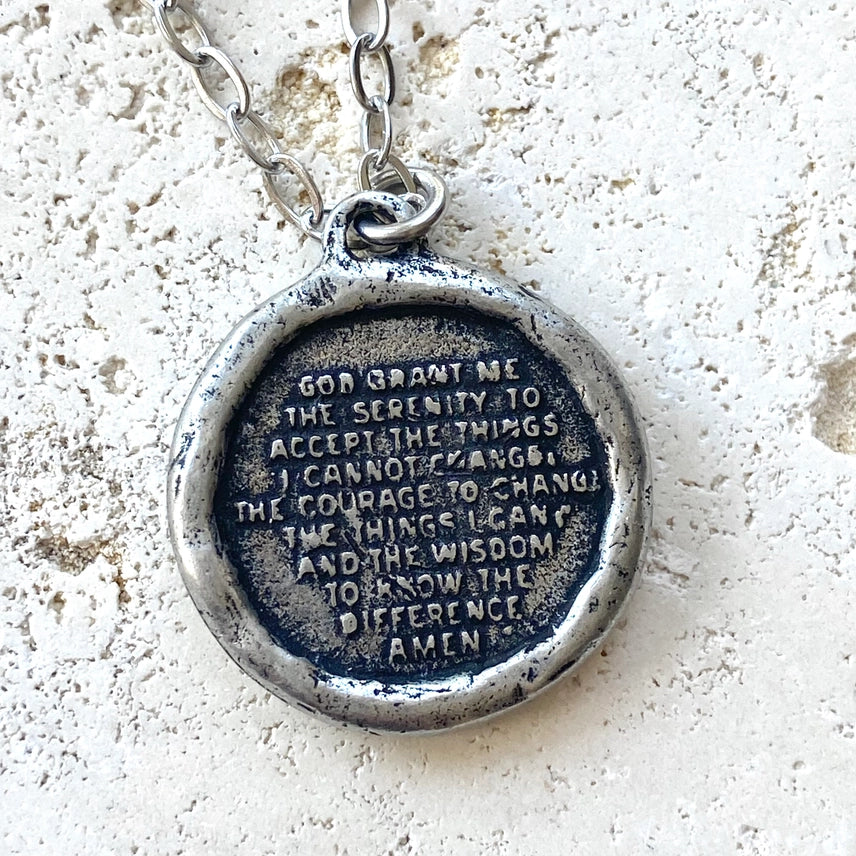 GOD GRANT ME
THE SERENITY TO
ACCEPT THE THINGS
I CANNOT CHANGE,
THE COURAGE TO CHANGE
THE THINGS I CAN,
AND THE WISDOM
TO KNOW THE
DIFFERENCE
AMEN